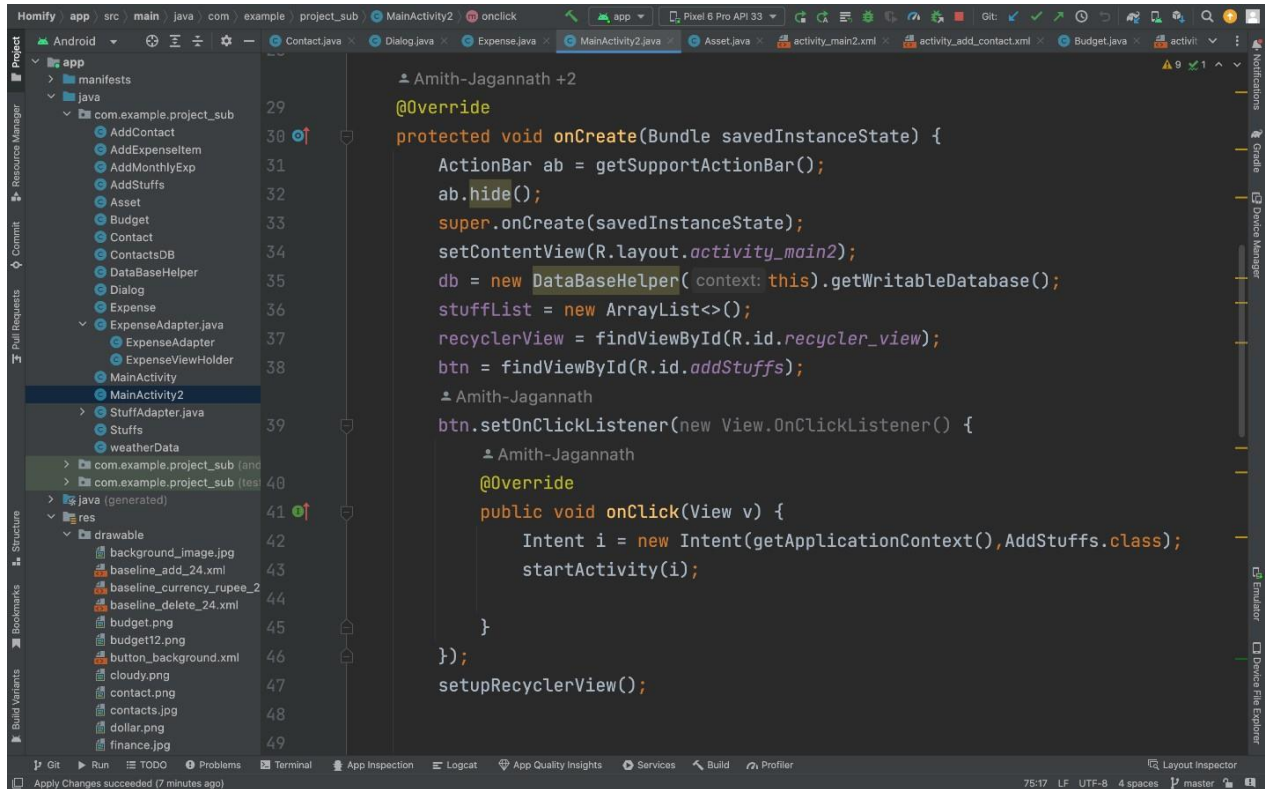 Homify app src main java com example project_sub MainActivity2 onclick app Pixel 6 Pro API 33 Git:
Project Android Contact.java Dialog.java Expense.java MainActivity2.java Asset.java activity_main2.xml activity_add_contact.xml Budget.java activit
app
manifests
java
com.example.project_sub
AddContact
AddExpenseItem
AddMonthlyExp
AddStuffs
Asset
Budget
Contact
ContactsDB
DataBaseHelper
Dialog
Expense
ExpenseAdapter.java
ExpenseAdapter
ExpenseViewHolder
MainActivity
MainActivity2
StuffAdapter.java
Stuffs
weatherData
com.example.project_sub (and
com.example.project_sub (tes
java (generated)
res
drawable
background_image.jpg
baseline_add_24.xml
baseline_currency_rupee_2
baseline_delete_24.xml
budget.png
budget12.png
button_background.xml
cloudy.png
contact.png
contacts.jpg
dollar.png
finance.jpg
Resource Manager
Commit
Pull Requests
Structure
Bookmarks
Build Variants
9 1
Amith-Jagannath +2
29 @Override
30 protected void onCreate(Bundle savedInstanceState) {
31 ActionBar ab = getSupportActionBar();
32 ab.hide();
33 super.onCreate(savedInstanceState);
34 setContentView(R.layout.activity_main2);
35 db = new DataBaseHelper( context: this).getWritableDatabase();
36 stuffList = new ArrayList<>();
37 recyclerView = findViewById(R.id.recycler_view);
38 btn = findViewById(R.id.addStuffs);
Amith-Jagannath
39 btn.setOnClickListener(new View.OnClickListener() {
Amith-Jagannath
40 @Override
41 public void onClick(View v) {
42 Intent i = new Intent(getApplicationContext(),AddStuffs.class);
43 startActivity(i);
44
45 }
46 });
47 setupRecyclerView();
48
49
Notifications
Gradle
Device Manager
Emulator
Device File Explorer
Git Run TODO Problems Terminal App Inspection Logcat App Quality Insights Services Build Profiler Layout Inspector
Apply Changes succeeded (7 minutes ago) 75:17 LF UTF-8 4 spaces master